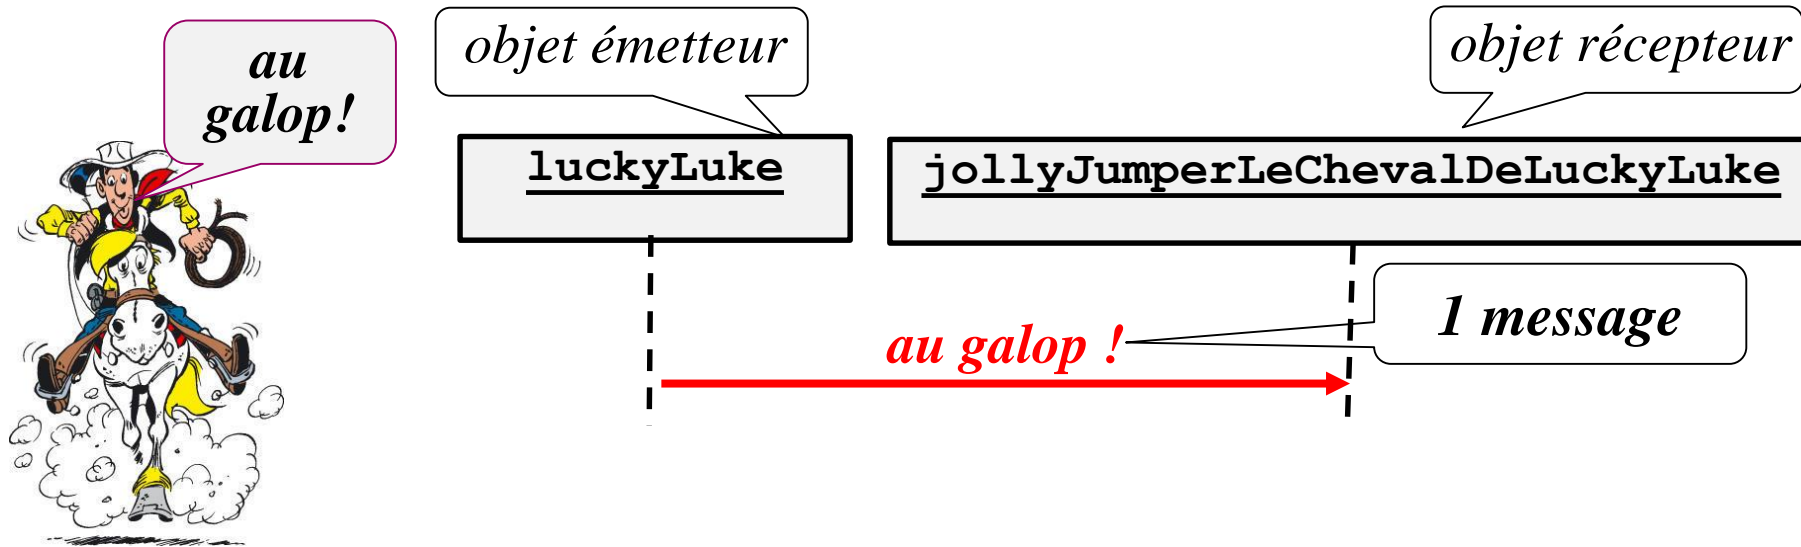 au
galop!
objet émetteur
objet récepteur
luckyLuke
jollyJumperLeChevalDeLuckyLuke
au galop !
1 message